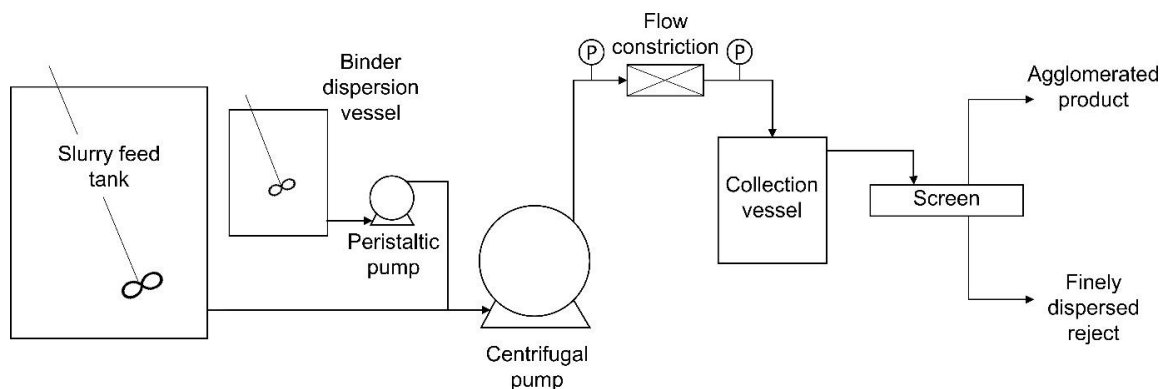 Slurry feed
tank
Binder
dispersion
vessel
Peristaltic
pump
Centrifugal
pump
P
Flow
constriction
P
Collection
vessel
Screen
Agglomerated
product
Finely
dispersed
reject